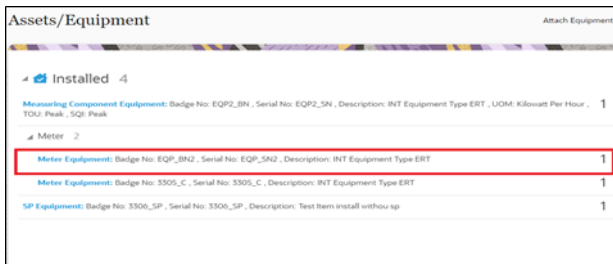 Assets/Equipment
Attach Equipment
Installed 4
Measuring Component Equipment: Badge No: EQP2_BN , Serial No: EQP2_SN , Description: INT Equipment Type ERT , UOM: Kilowatt Per Hour , 1
TOU: Peak , SQI: Peak
Meter 2
Meter Equipment: Badge No: EQP_BN2 , Serial No: EQP_SN2 , Description: INT Equipment Type ERT 1
Meter Equipment: Badge No: 3305_C , Serial No: 3305_C , Description: INT Equipment Type ERT 1
SP Equipment: Badge No: 3306_SP , Serial No: 3306_SP , Description: Test Item install withou-sp 1